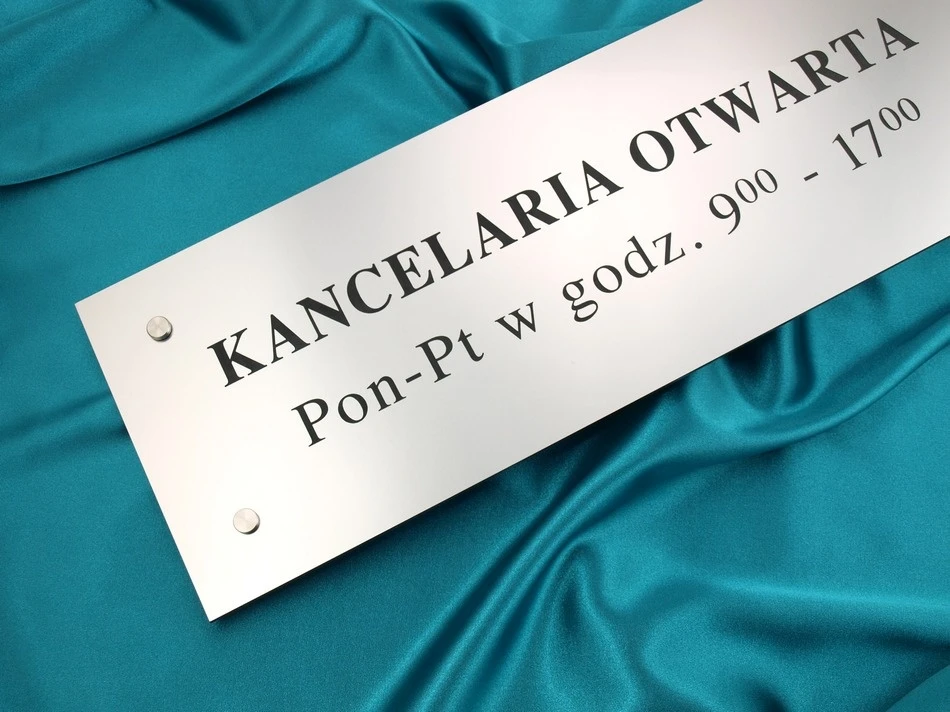 KANCELARIA OTWARTA
Pon-Pt w godz. 9⁰⁰ - 17⁰⁰